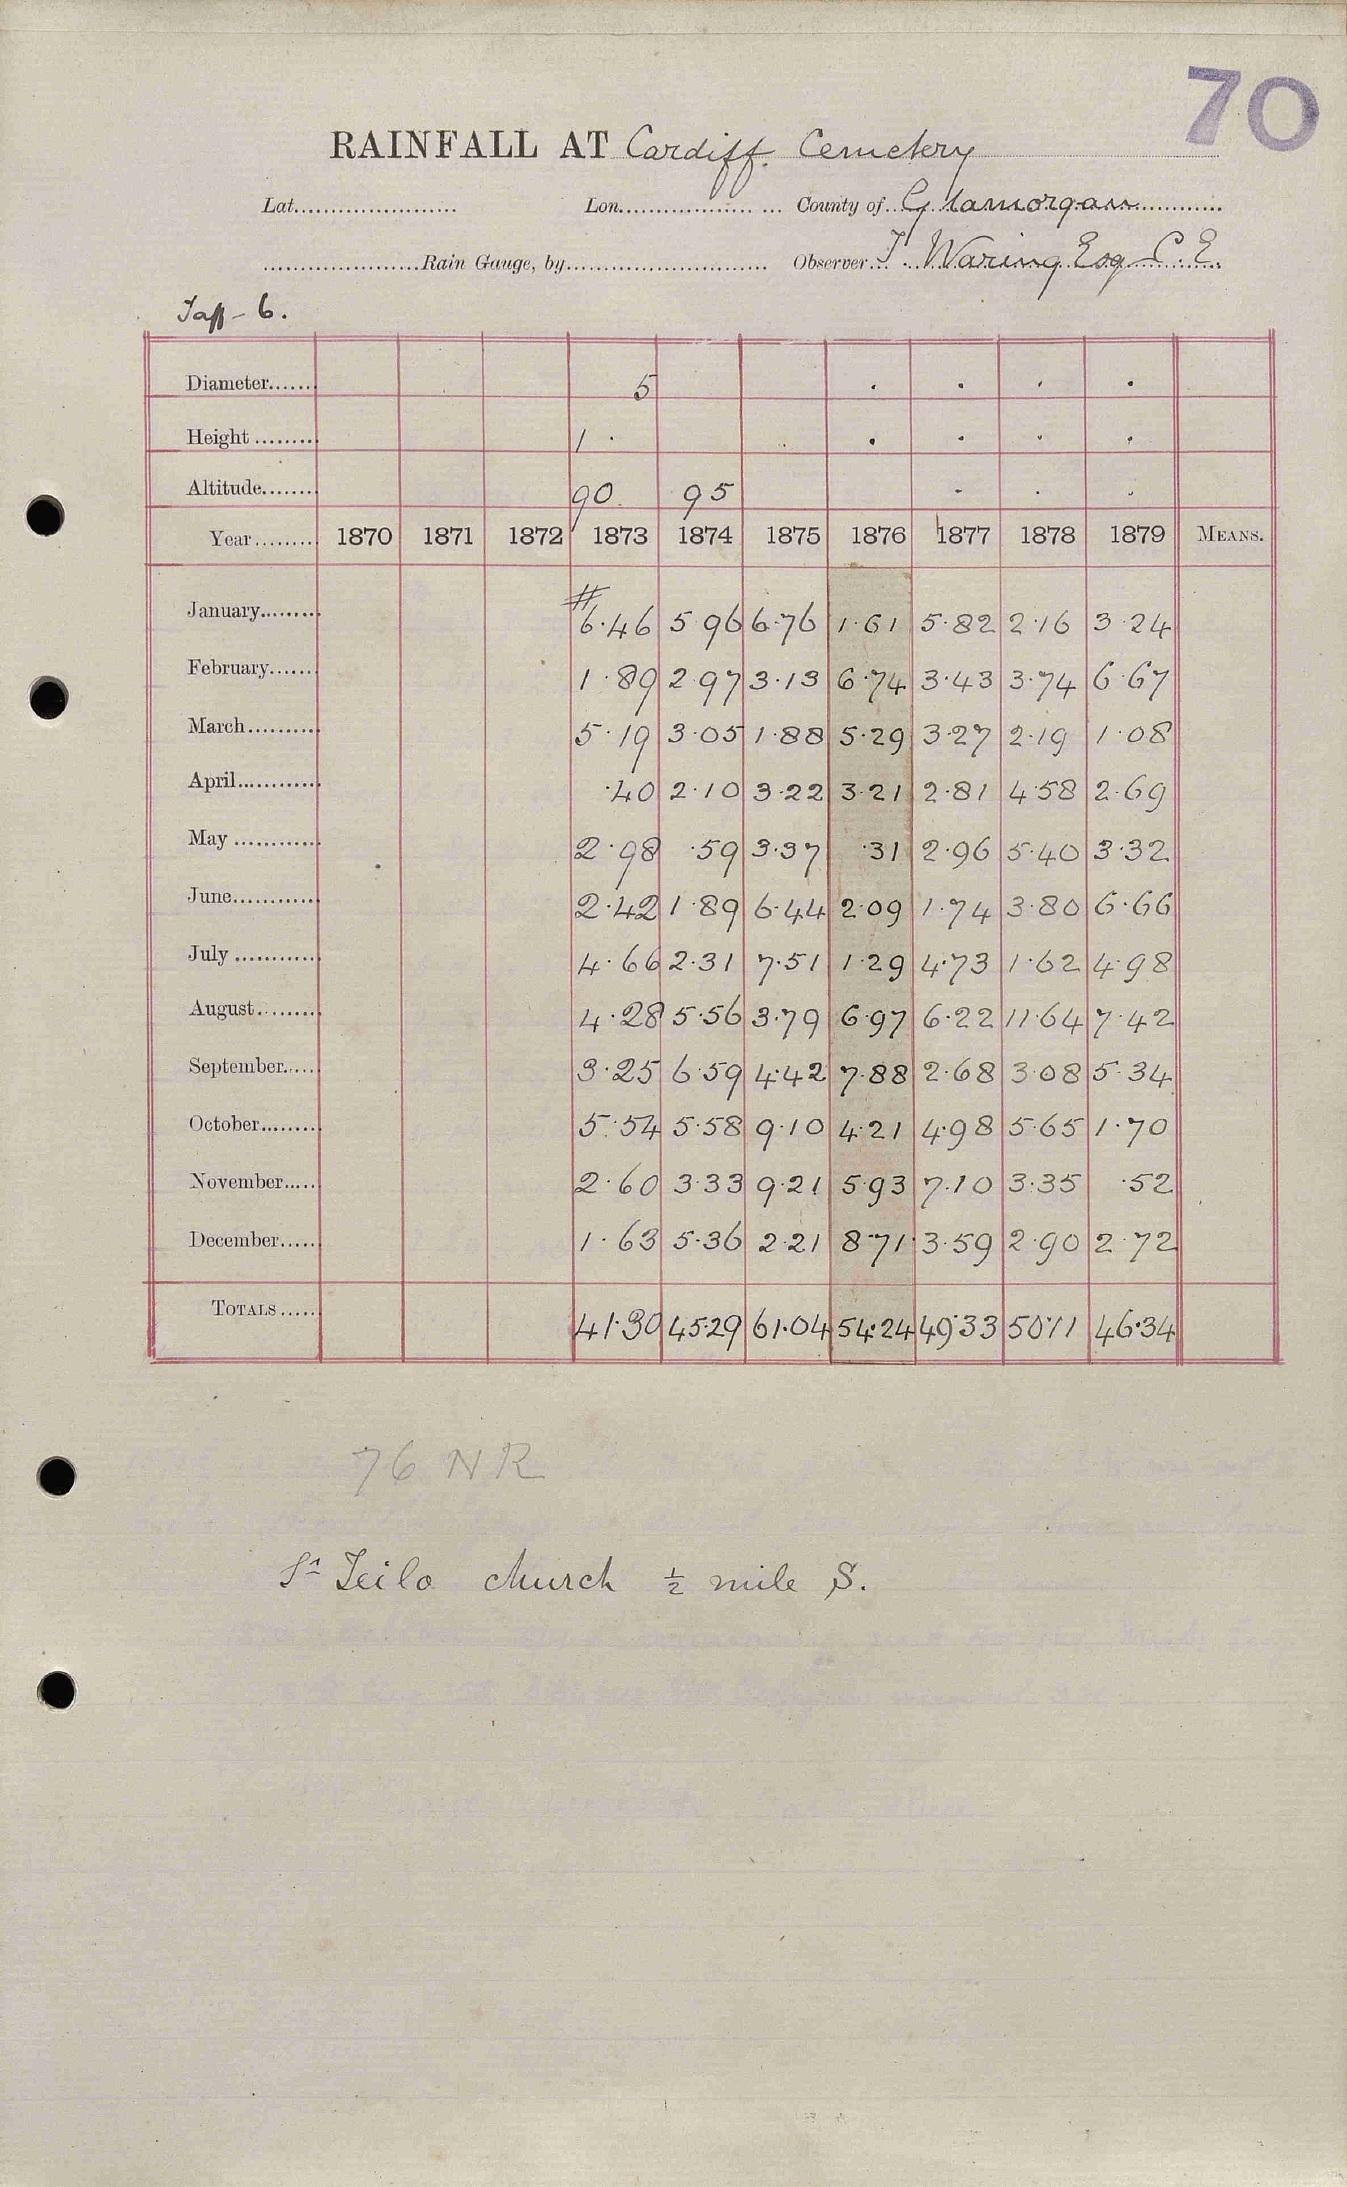 70
RAINFALL AT Cardiff Cemetery
Lat...................... Lon...................... County of Glamorgan
......................Rain Gauge, by........................... Observer T. Waring Esq C.E.
Taff - 6.
Diameter...... 5 . . . .
Height ......... 1 . . . . .
Altitude........ 90. 95 . . .
Year......... 1870 1871 1872 1873 1874 1875 1876 1877 1878 1879 MEANS.
#
January......... 6.46 5.96 6.76 1.61 5.82 2.16 3.24
February....... 1.89 2.97 3.13 6.74 3.43 3.74 6.67
March.......... 5.19 3.05 1.88 5.29 3.27 2.19 1.08
April............ .40 2.10 3.22 3.21 2.81 4.58 2.69
May ............ 2.98 .59 3.37 .31 2.96 5.40 3.32
June............ 2.42 1.89 6.44 2.09 1.74 3.80 6.66
July ............ 4.66 2.31 7.51 1.29 4.73 1.62 4.98
August......... 4.28 5.56 3.79 6.97 6.22 11.64 7.42
September...... 3.25 6.59 4.42 7.88 2.68 3.08 5.34
October......... 5.54 5.58 9.10 4.21 4.98 5.65 1.70
November..... 2.60 3.33 9.21 5.93 7.10 3.35 .52
December..... 1.63 5.36 2.21 8.71 3.59 2.90 2.72
TOTALS..... 41.30 45.29 61.04 54.24 49.33 50.11 46.34
76 NR
St Teilo church ½ mile S.